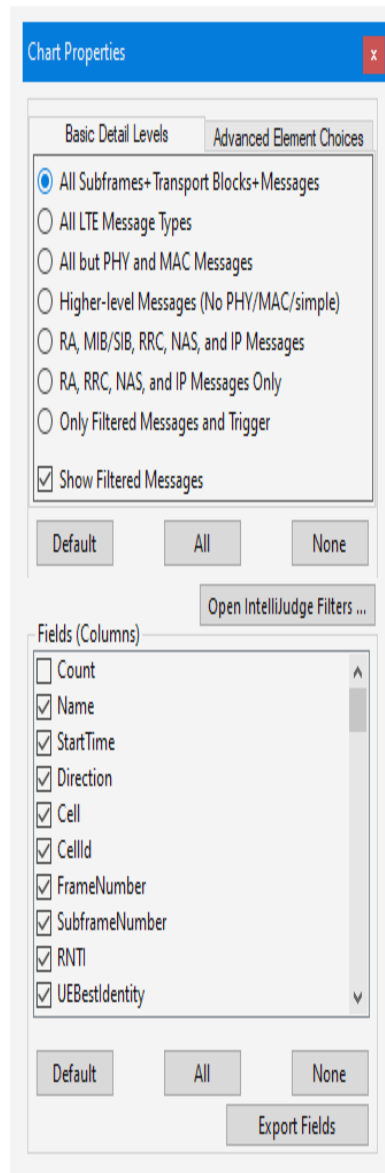 Chart Properties
x
Basic Detail Levels
Advanced Element Choices
All Subframes+Transport Blocks+Messages
All LTE Message Types
All but PHY and MAC Messages
Higher-level Messages (No PHY/MAC/simple)
RA, MIB/SIB, RRC, NAS, and IP Messages
RA, RRC, NAS, and IP Messages Only
Only Filtered Messages and Trigger
Show Filtered Messages
Default
All
None
Open IntelliJudge Filters ...
Fields (Columns)
Count
Name
StartTime
Direction
Cell
CellId
FrameNumber
SubframeNumber
RNTI
UEBestIdentity
Default
All
None
Export Fields